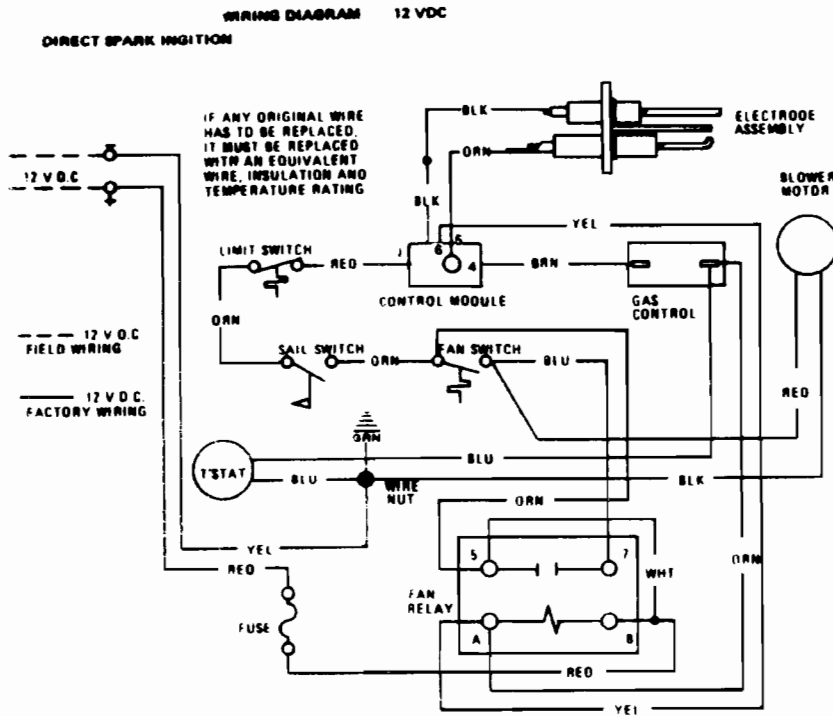 WIRING DIAGRAM 12 VDC
DIRECT SPARK INGITION
IF ANY ORIGINAL WIRE
HAS TO BE REPLACED,
IT MUST BE REPLACED
WITH AN EQUIVALENT
WIRE, INSULATION AND
TEMPERATURE RATING
BLK
ELECTRODE
ASSEMBLY
ORN
12 V D.C
BLOWER
MOTOR
BLK
YEL
LIMIT SWITCH
RED
6
5
4
BRN
CONTROL MODULE
GAS
CONTROL
ORN
12 V D.C
FIELD WIRING
SAIL SWITCH
ORN
FAN SWITCH
BLU
RED
12 V D.C.
FACTORY WIRING
GRN
T'STAT
BLU
BLU
WIRE
NUT
BLK
ORN
YEL
5
7
WHT
ORN
RED
FAN
RELAY
FUSE
A
B
RED
YEL